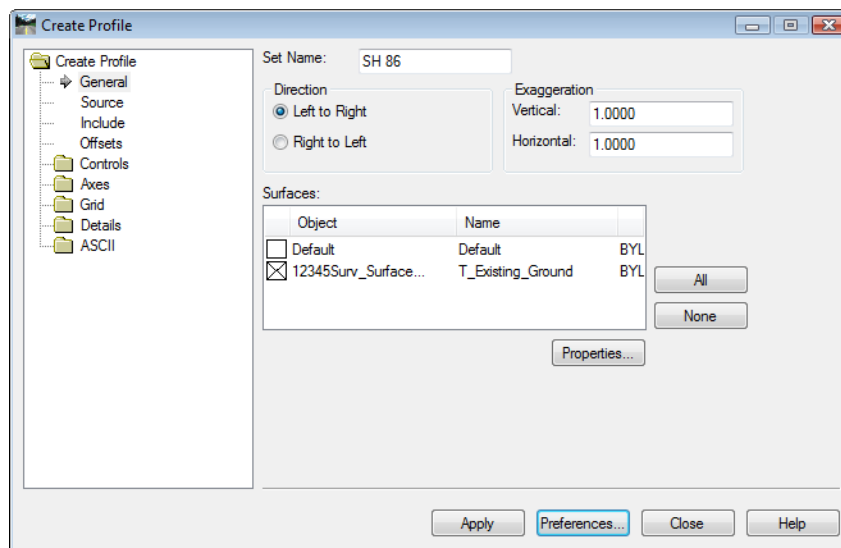 Create Profile
Create Profile
General
Source
Include
Offsets
Controls
Axes
Grid
Details
ASCII
Set Name: SH 86
Direction
Left to Right
Right to Left
Exaggeration
Vertical: 1.0000
Horizontal: 1.0000
Surfaces:
Object Name
Default Default BYL
12345Surv_Surface... T_Existing_Ground BYL
All
None
Properties...
Apply Preferences... Close Help